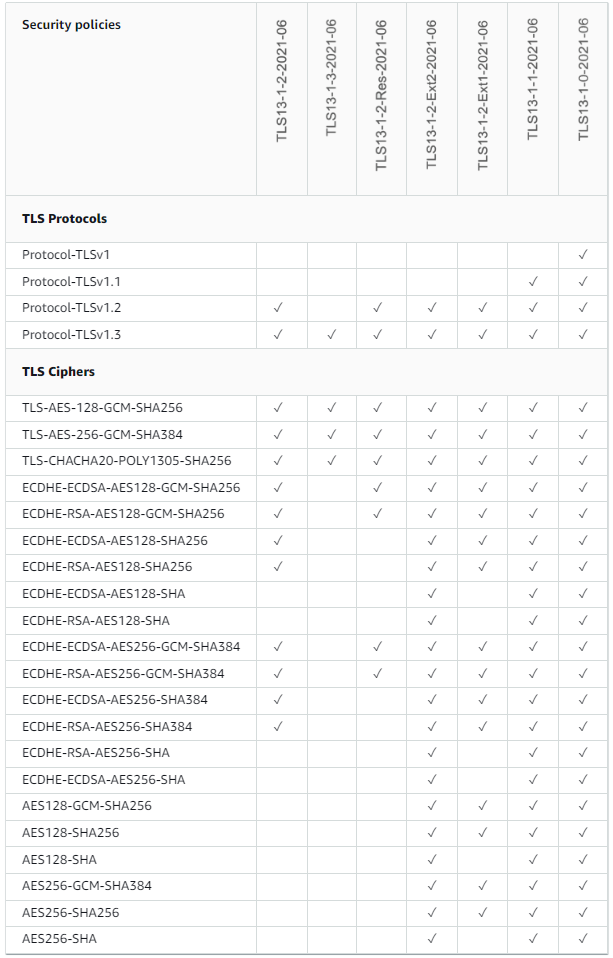 Security policies TLS13-1-2-2021-06 TLS13-1-3-2021-06 TLS13-1-2-Res-2021-06 TLS13-1-2-Ext2-2021-06 TLS13-1-2-Ext1-2021-06 TLS13-1-1-2021-06 TLS13-1-0-2021-06
TLS Protocols
Protocol-TLSv1 ✓
Protocol-TLSv1.1 ✓ ✓
Protocol-TLSv1.2 ✓ ✓ ✓ ✓ ✓ ✓
Protocol-TLSv1.3 ✓ ✓ ✓ ✓ ✓ ✓ ✓
TLS Ciphers
TLS-AES-128-GCM-SHA256 ✓ ✓ ✓ ✓ ✓ ✓ ✓
TLS-AES-256-GCM-SHA384 ✓ ✓ ✓ ✓ ✓ ✓ ✓
TLS-CHACHA20-POLY1305-SHA256 ✓ ✓ ✓ ✓ ✓ ✓ ✓
ECDHE-ECDSA-AES128-GCM-SHA256 ✓ ✓ ✓ ✓ ✓ ✓
ECDHE-RSA-AES128-GCM-SHA256 ✓ ✓ ✓ ✓ ✓ ✓
ECDHE-ECDSA-AES128-SHA256 ✓ ✓ ✓ ✓ ✓
ECDHE-RSA-AES128-SHA256 ✓ ✓ ✓ ✓ ✓
ECDHE-ECDSA-AES128-SHA ✓ ✓ ✓
ECDHE-RSA-AES128-SHA ✓ ✓ ✓
ECDHE-ECDSA-AES256-GCM-SHA384 ✓ ✓ ✓ ✓ ✓ ✓
ECDHE-RSA-AES256-GCM-SHA384 ✓ ✓ ✓ ✓ ✓ ✓
ECDHE-ECDSA-AES256-SHA384 ✓ ✓ ✓ ✓ ✓
ECDHE-RSA-AES256-SHA384 ✓ ✓ ✓ ✓ ✓
ECDHE-RSA-AES256-SHA ✓ ✓ ✓
ECDHE-ECDSA-AES256-SHA ✓ ✓ ✓
AES128-GCM-SHA256 ✓ ✓ ✓ ✓
AES128-SHA256 ✓ ✓ ✓ ✓
AES128-SHA ✓ ✓ ✓
AES256-GCM-SHA384 ✓ ✓ ✓ ✓
AES256-SHA256 ✓ ✓ ✓ ✓
AES256-SHA ✓ ✓ ✓